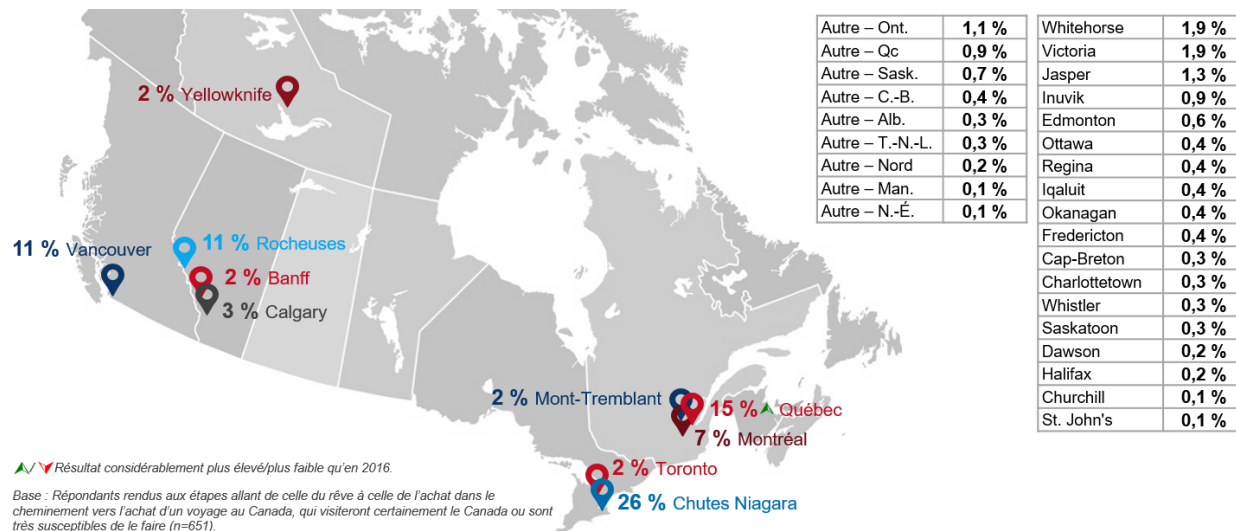 2 % Yellowknife
11 % Vancouver
11 % Rocheuses
2 % Banff
3 % Calgary
2 % Mont-Tremblant
15 % Québec
7 % Montréal
2 % Toronto
26 % Chutes Niagara
/ Résultat considérablement plus élevé/plus faible qu'en 2016.
Base : Répondants rendus aux étapes allant de celle du rêve à celle de l'achat dans le
cheminement vers l'achat d'un voyage au Canada, qui visiteront certainement le Canada ou sont
très susceptibles de le faire (n=651).
Autre – Ont. 1,1 %
Autre – Qc 0,9 %
Autre – Sask. 0,7 %
Autre – C.-B. 0,4 %
Autre – Alb. 0,3 %
Autre – T.-N.-L. 0,3 %
Autre – Nord 0,2 %
Autre – Man. 0,1 %
Autre – N.-É. 0,1 %
Whitehorse 1,9 %
Victoria 1,9 %
Jasper 1,3 %
Inuvik 0,9 %
Edmonton 0,6 %
Ottawa 0,4 %
Regina 0,4 %
Iqaluit 0,4 %
Okanagan 0,4 %
Fredericton 0,4 %
Cap-Breton 0,3 %
Charlottetown 0,3 %
Whistler 0,3 %
Saskatoon 0,3 %
Dawson 0,2 %
Halifax 0,2 %
Churchill 0,1 %
St. John's 0,1 %